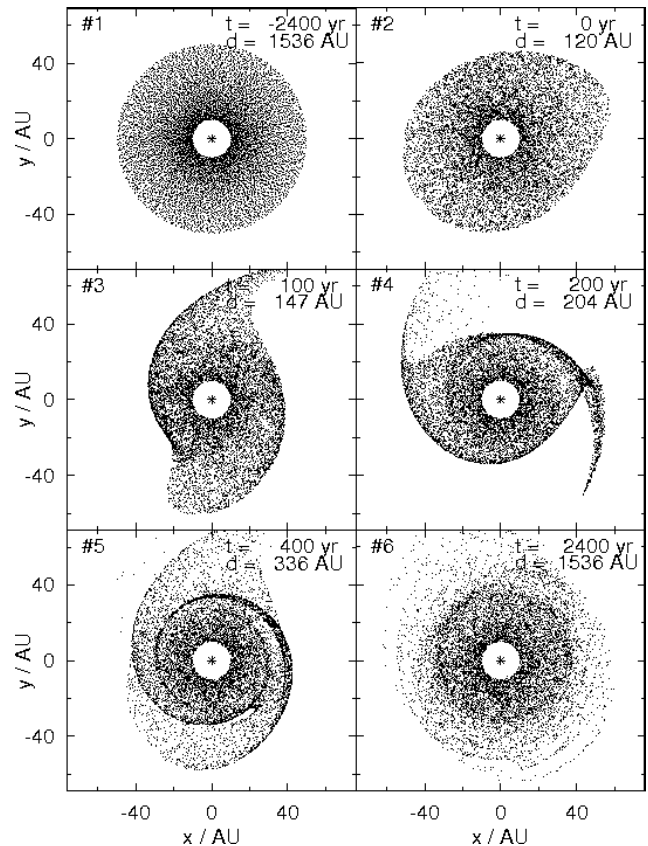 #1 t = -2400 yr
d = 1536 AU
#2 t = 0 yr
d = 120 AU
40
0
-40
y / AU
#3 t = 100 yr
d = 147 AU
#4 t = 200 yr
d = 204 AU
40
0
-40
y / AU
#5 t = 400 yr
d = 336 AU
#6 t = 2400 yr
d = 1536 AU
40
0
-40
y / AU
-40 0 40
-40 0 40
x / AU
x / AU